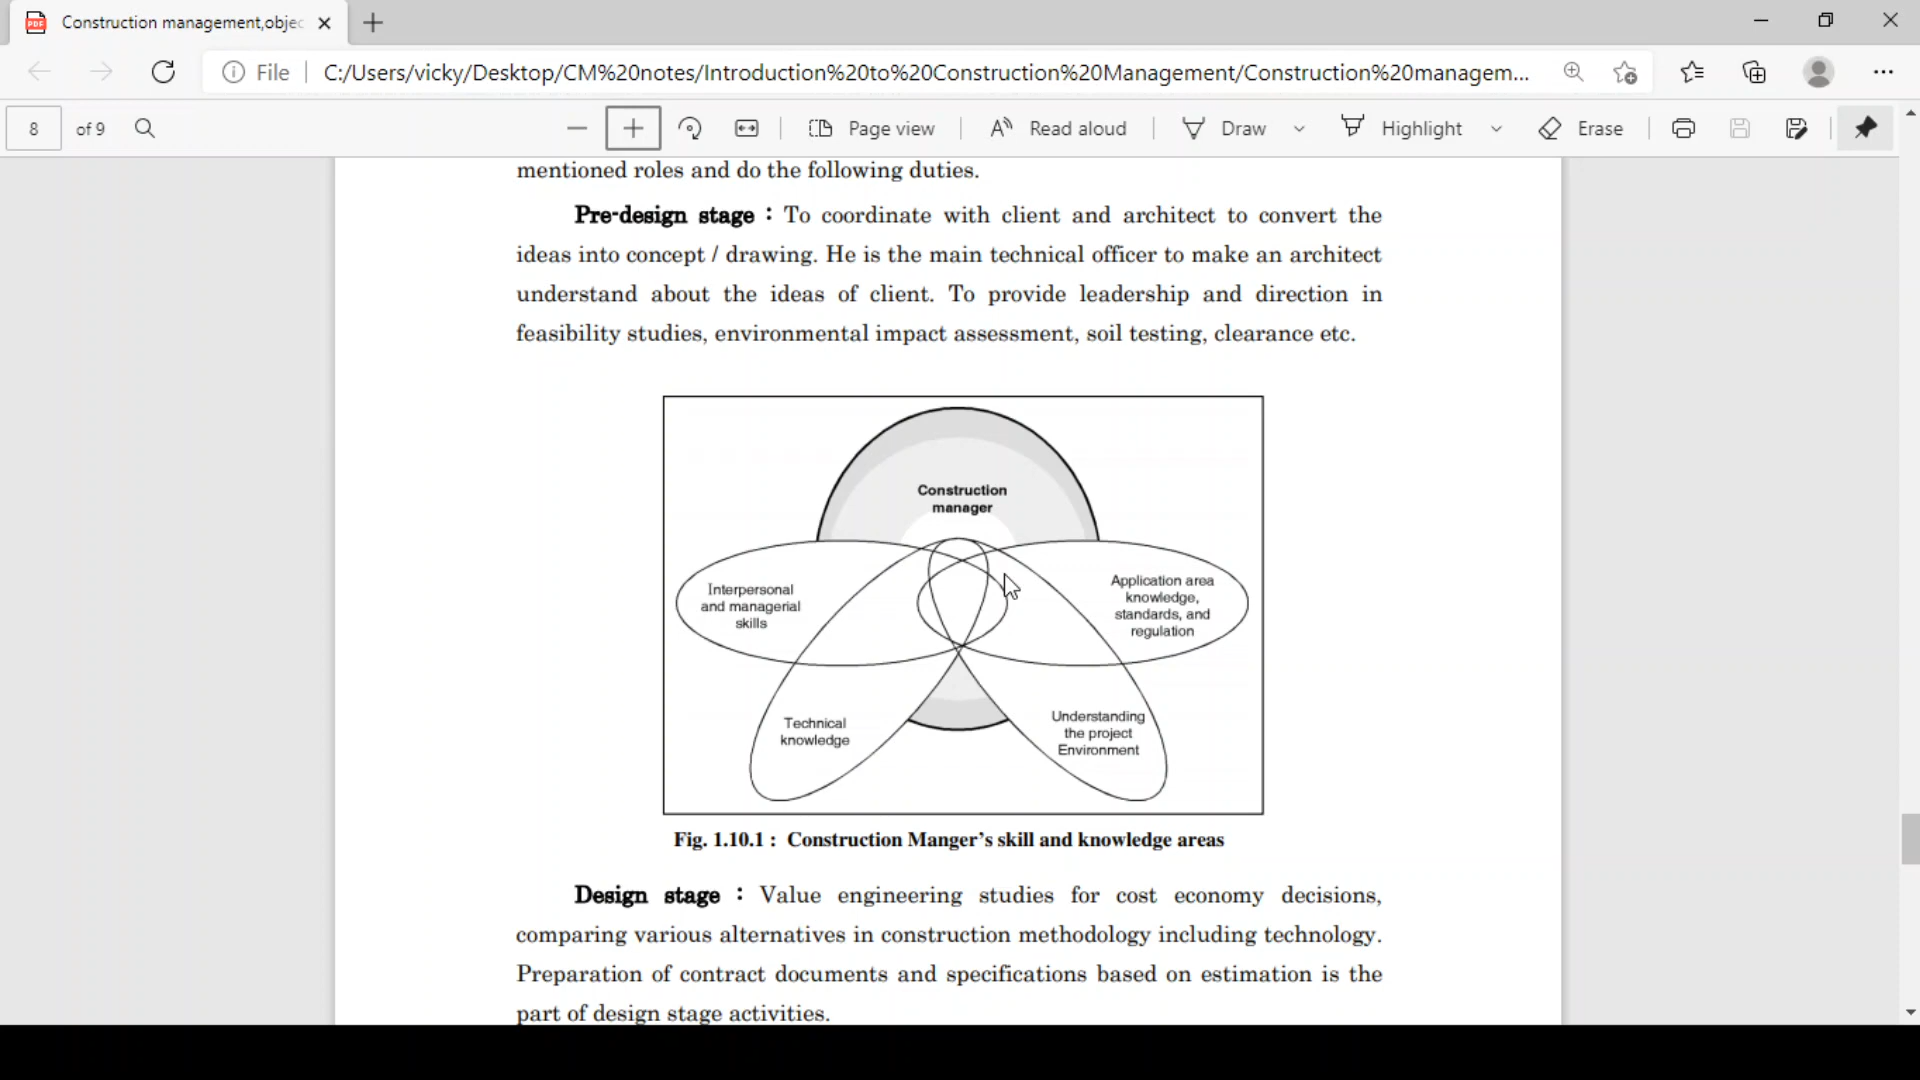 Construction management,objec
File
C:/Users/vicky/Desktop/CM%20notes/Introduction%20to%20Construction%20Management/Construction%20managem...
8 of 9
Page view
Read aloud
Draw
Highlight
Erase
mentioned roles and do the following duties.
Pre-design stage : To coordinate with client and architect to convert the
ideas into concept / drawing. He is the main technical officer to make an architect
understand about the ideas of client. To provide leadership and direction in
feasibility studies, environmental impact assessment, soil testing, clearance etc.
Construction
manager
Interpersonal
and managerial
skills
Application area
knowledge,
standards, and
regulation
Technical
knowledge
Understanding
the project
Environment
Fig. 1.10.1 : Construction Manger’s skill and knowledge areas
Design stage : Value engineering studies for cost economy decisions,
comparing various alternatives in construction methodology including technology.
Preparation of contract documents and specifications based on estimation is the
part of design stage activities.